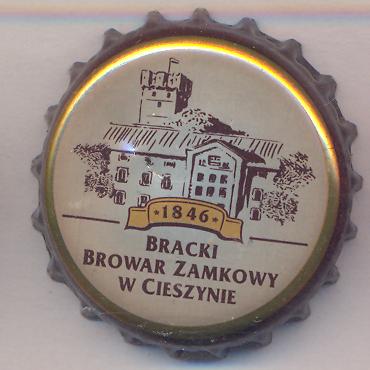 *1846*
BRACKI
BROWAR ZAMKOWY
W CIESZYNIE